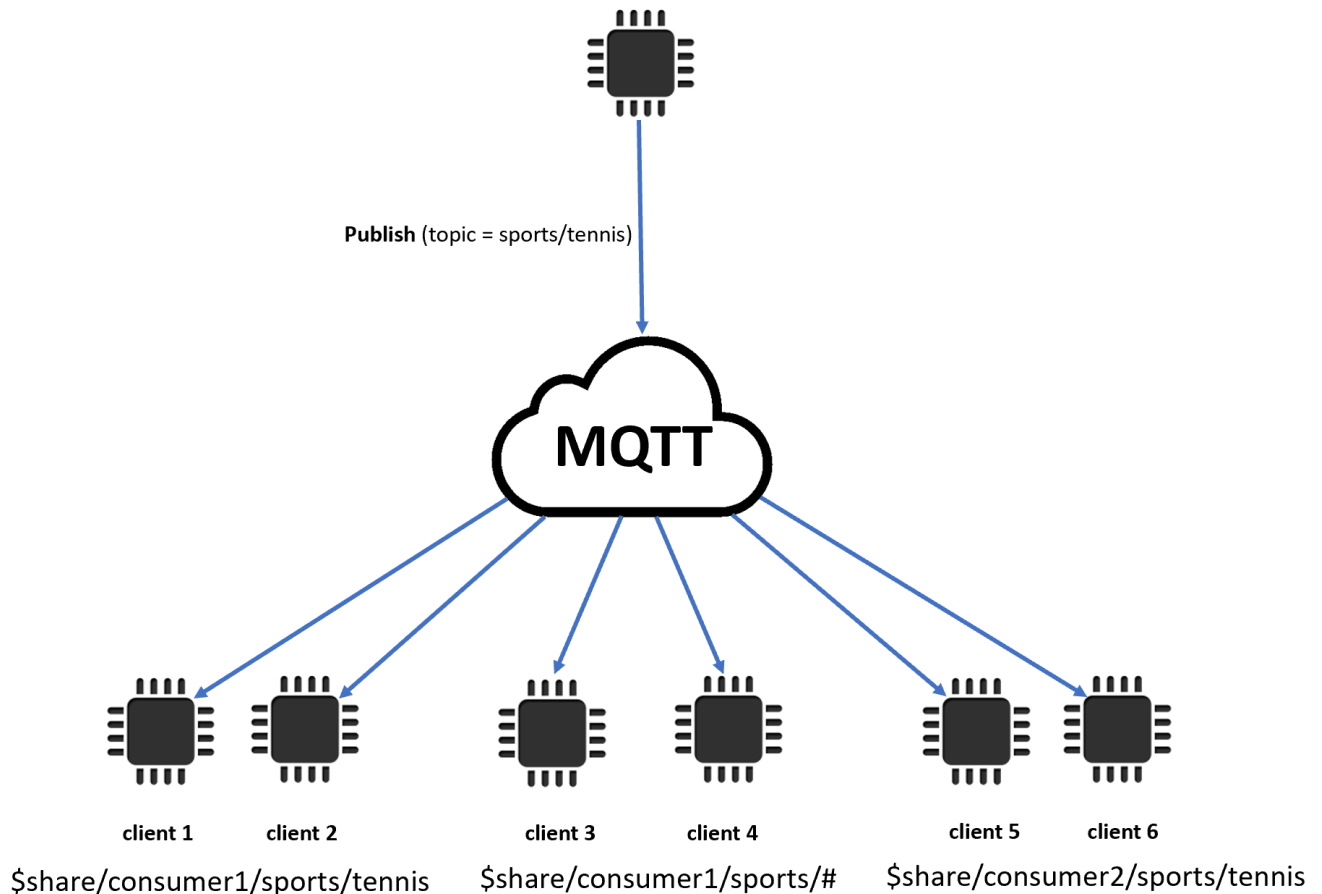 Publish (topic = sports/tennis)
MQTT
client 1 client 2 client 3 client 4 client 5 client 6
$share/consumer1/sports/tennis $share/consumer1/sports/# $share/consumer2/sports/tennis